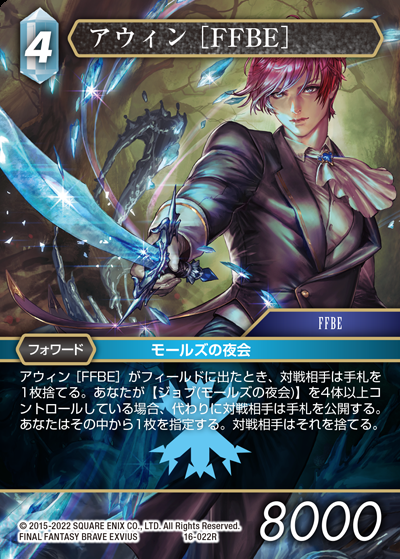 4
アウィン [FFBE]
FFBE
フォワード
モールズの夜会
アウィン [FFBE] がフィールドに出たとき、対戦相手は手札を
1枚捨てる。あなたが【ジョブ(モールズの夜会)】を4体以上コ
ントロールしている場合、代わりに対戦相手は手札を公開する。
あなたはその中から1枚を指定する。対戦相手はそれを捨てる。
© 2015-2022 SQUARE ENIX CO., LTD. All Rights Reserved.
FINAL FANTASY BRAVE EXVIUS
16-022R
8000